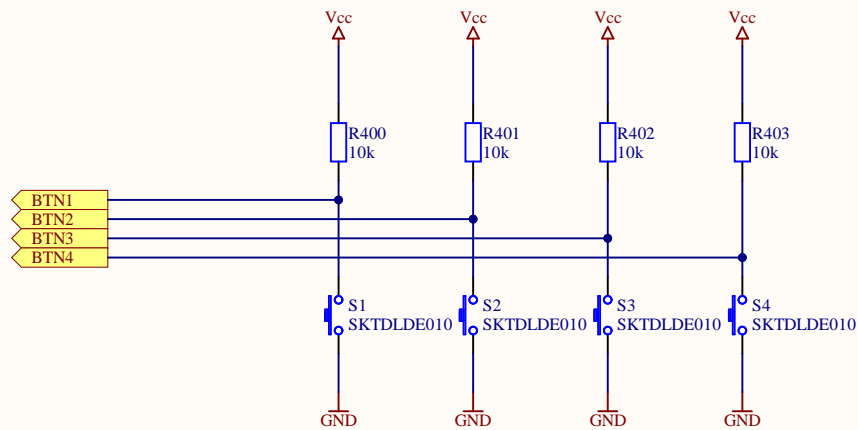 Vcc Vcc Vcc Vcc
R400 R401 R402 R403
10k 10k 10k 10k
BTN1
BTN2
BTN3
BTN4
S1 S2 S3 S4
SKTDLDE010 SKTDLDE010 SKTDLDE010 SKTDLDE010
GND GND GND GND